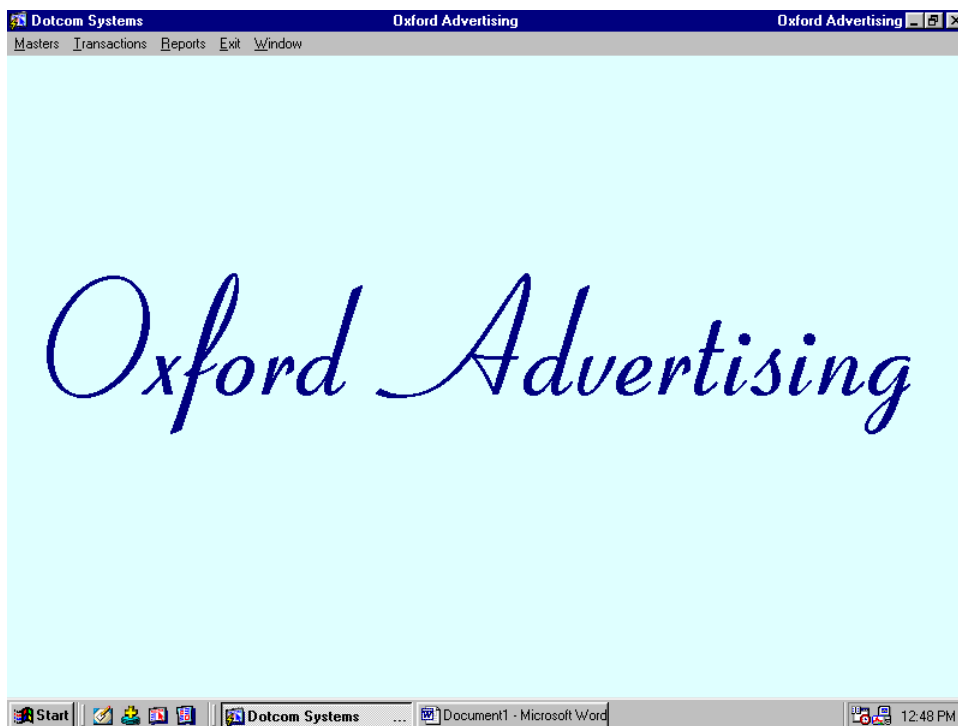 Dotcom Systems Oxford Advertising Oxford Advertising
Masters Transactions Reports Exit Window
Oxford Advertising
Start Dotcom Systems ... Document1 - Microsoft Word 12:48 PM